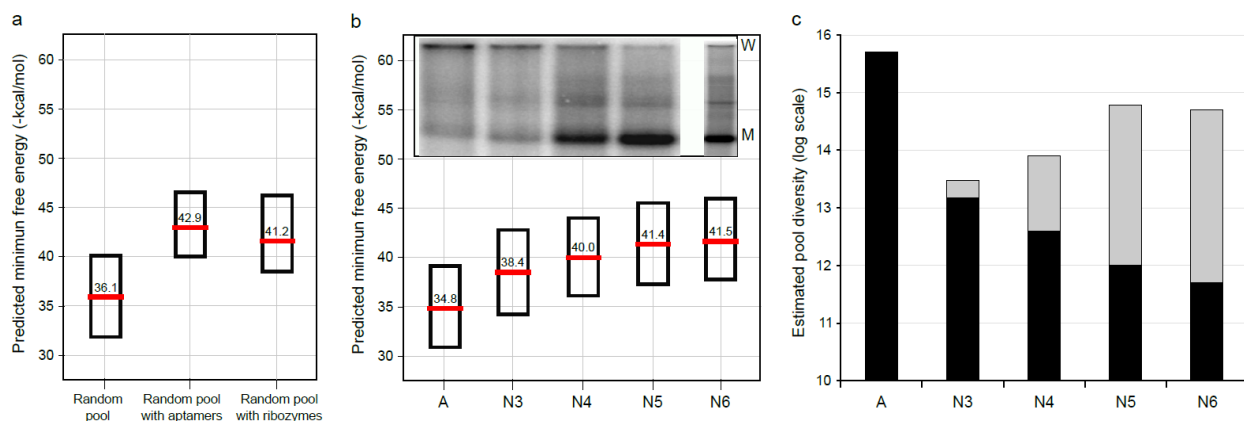 a
Predicted minimun free energy (-kcal/mol)
60
55
50
45
40
35
30
36.1
42.9
41.2
Random pool
Random pool with aptamers
Random pool with ribozymes
b
Predicted minimun free energy (-kcal/mol)
60
55
50
45
40
35
30
W
M
34.8
38.4
40.0
41.4
41.5
A
N3
N4
N5
N6
c
Estimated pool diversity (log scale)
16
15
14
13
12
11
10
A
N3
N4
N5
N6